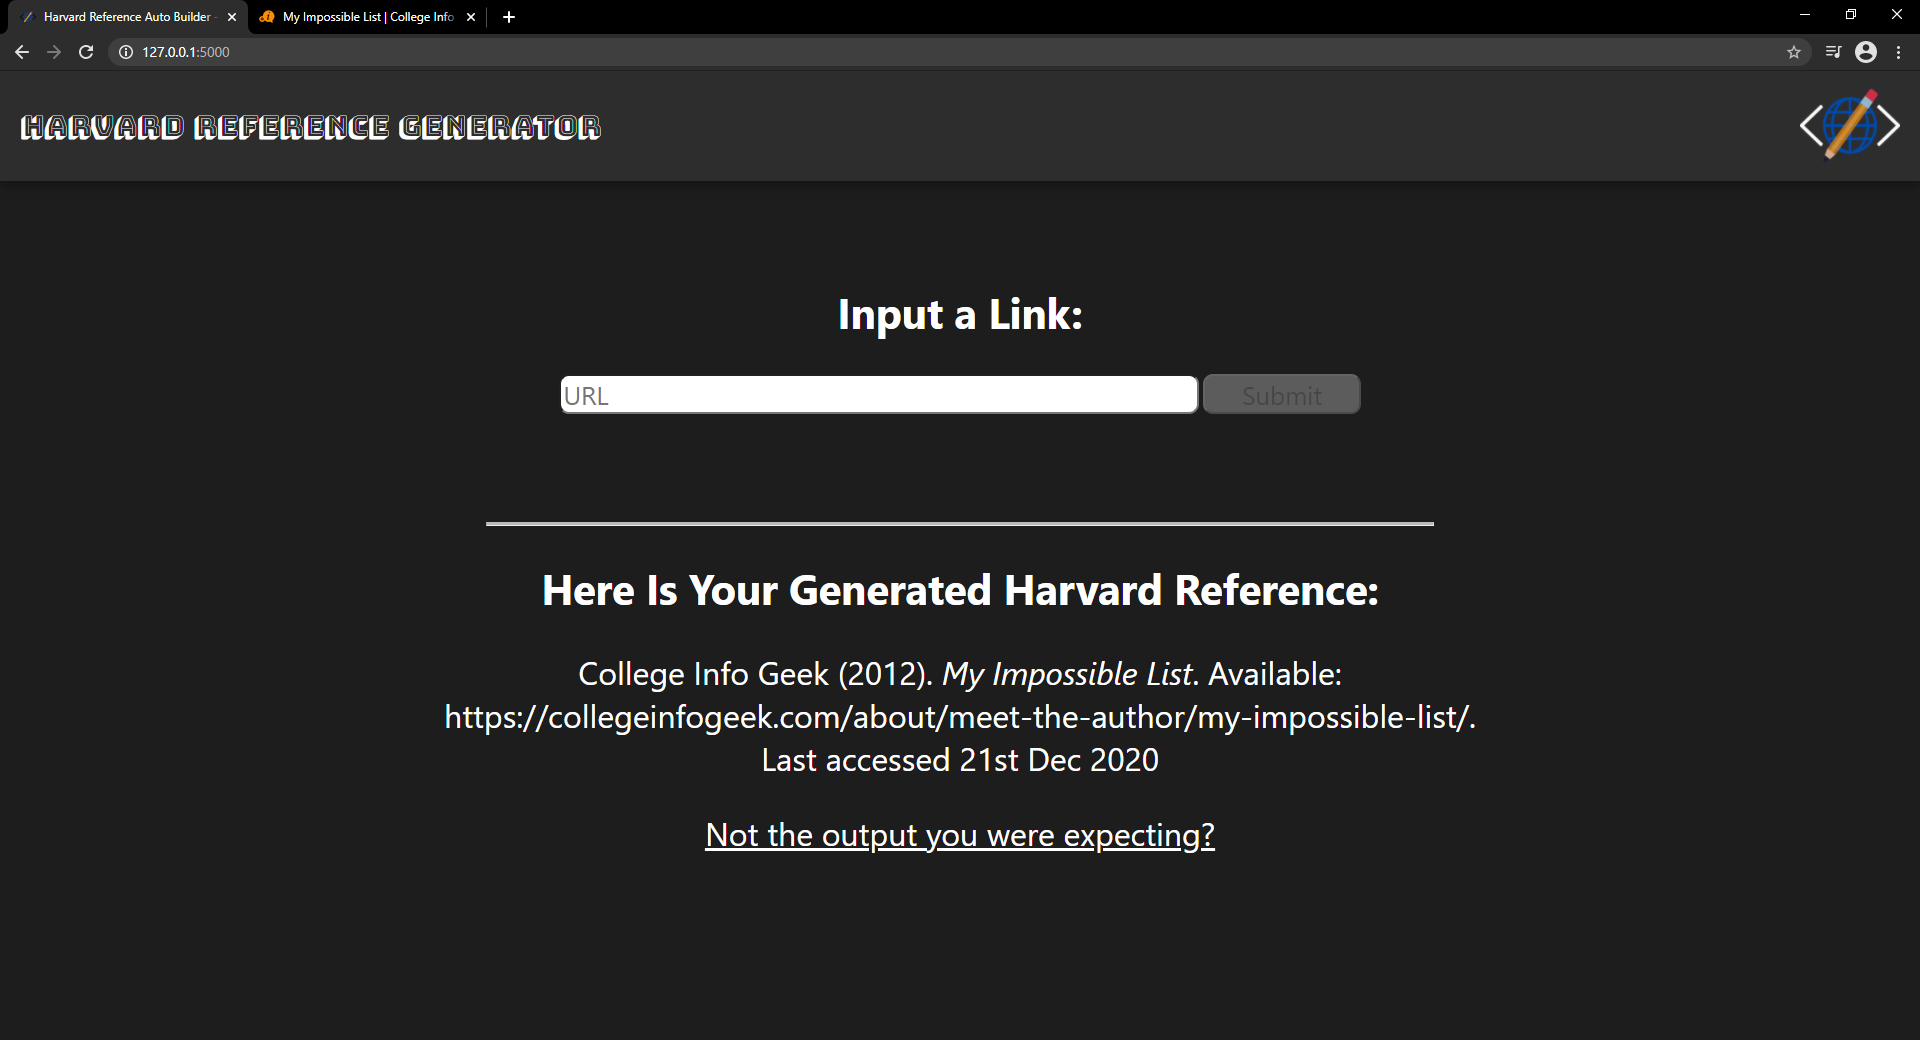 Harvard Reference Auto Builder -
My Impossible List | College Info
127.0.0.1:5000
HARVARD REFERENCE GENERATOR
Input a Link:
URL
Submit
Here Is Your Generated Harvard Reference:
College Info Geek (2012). My Impossible List. Available:
https://collegeinfogeek.com/about/meet-the-author/my-impossible-list/.
Last accessed 21st Dec 2020
Not the output you were expecting?